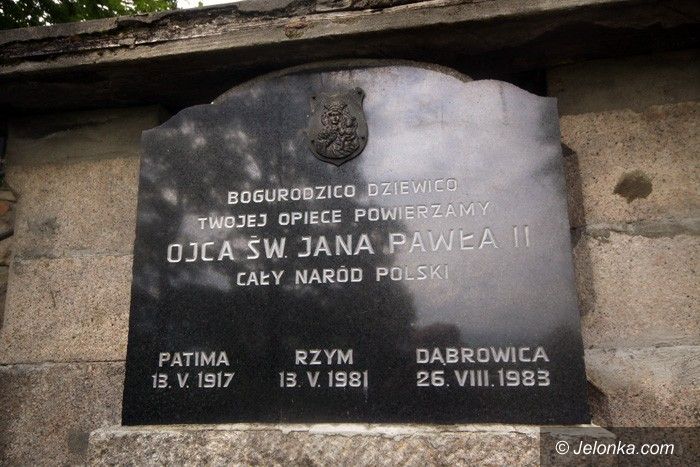 BOGURODZICO DZIEWICO
TWOJEJ OPIECE POWIERZAMY
OJCA ŚW. JANA PAWŁA II
CAŁY NARÓD POLSKI
PATIMA RZYM DĄBROWICA
13. V. 1917 13. V. 1981 26. VIII. 1983
© Jelonka.com